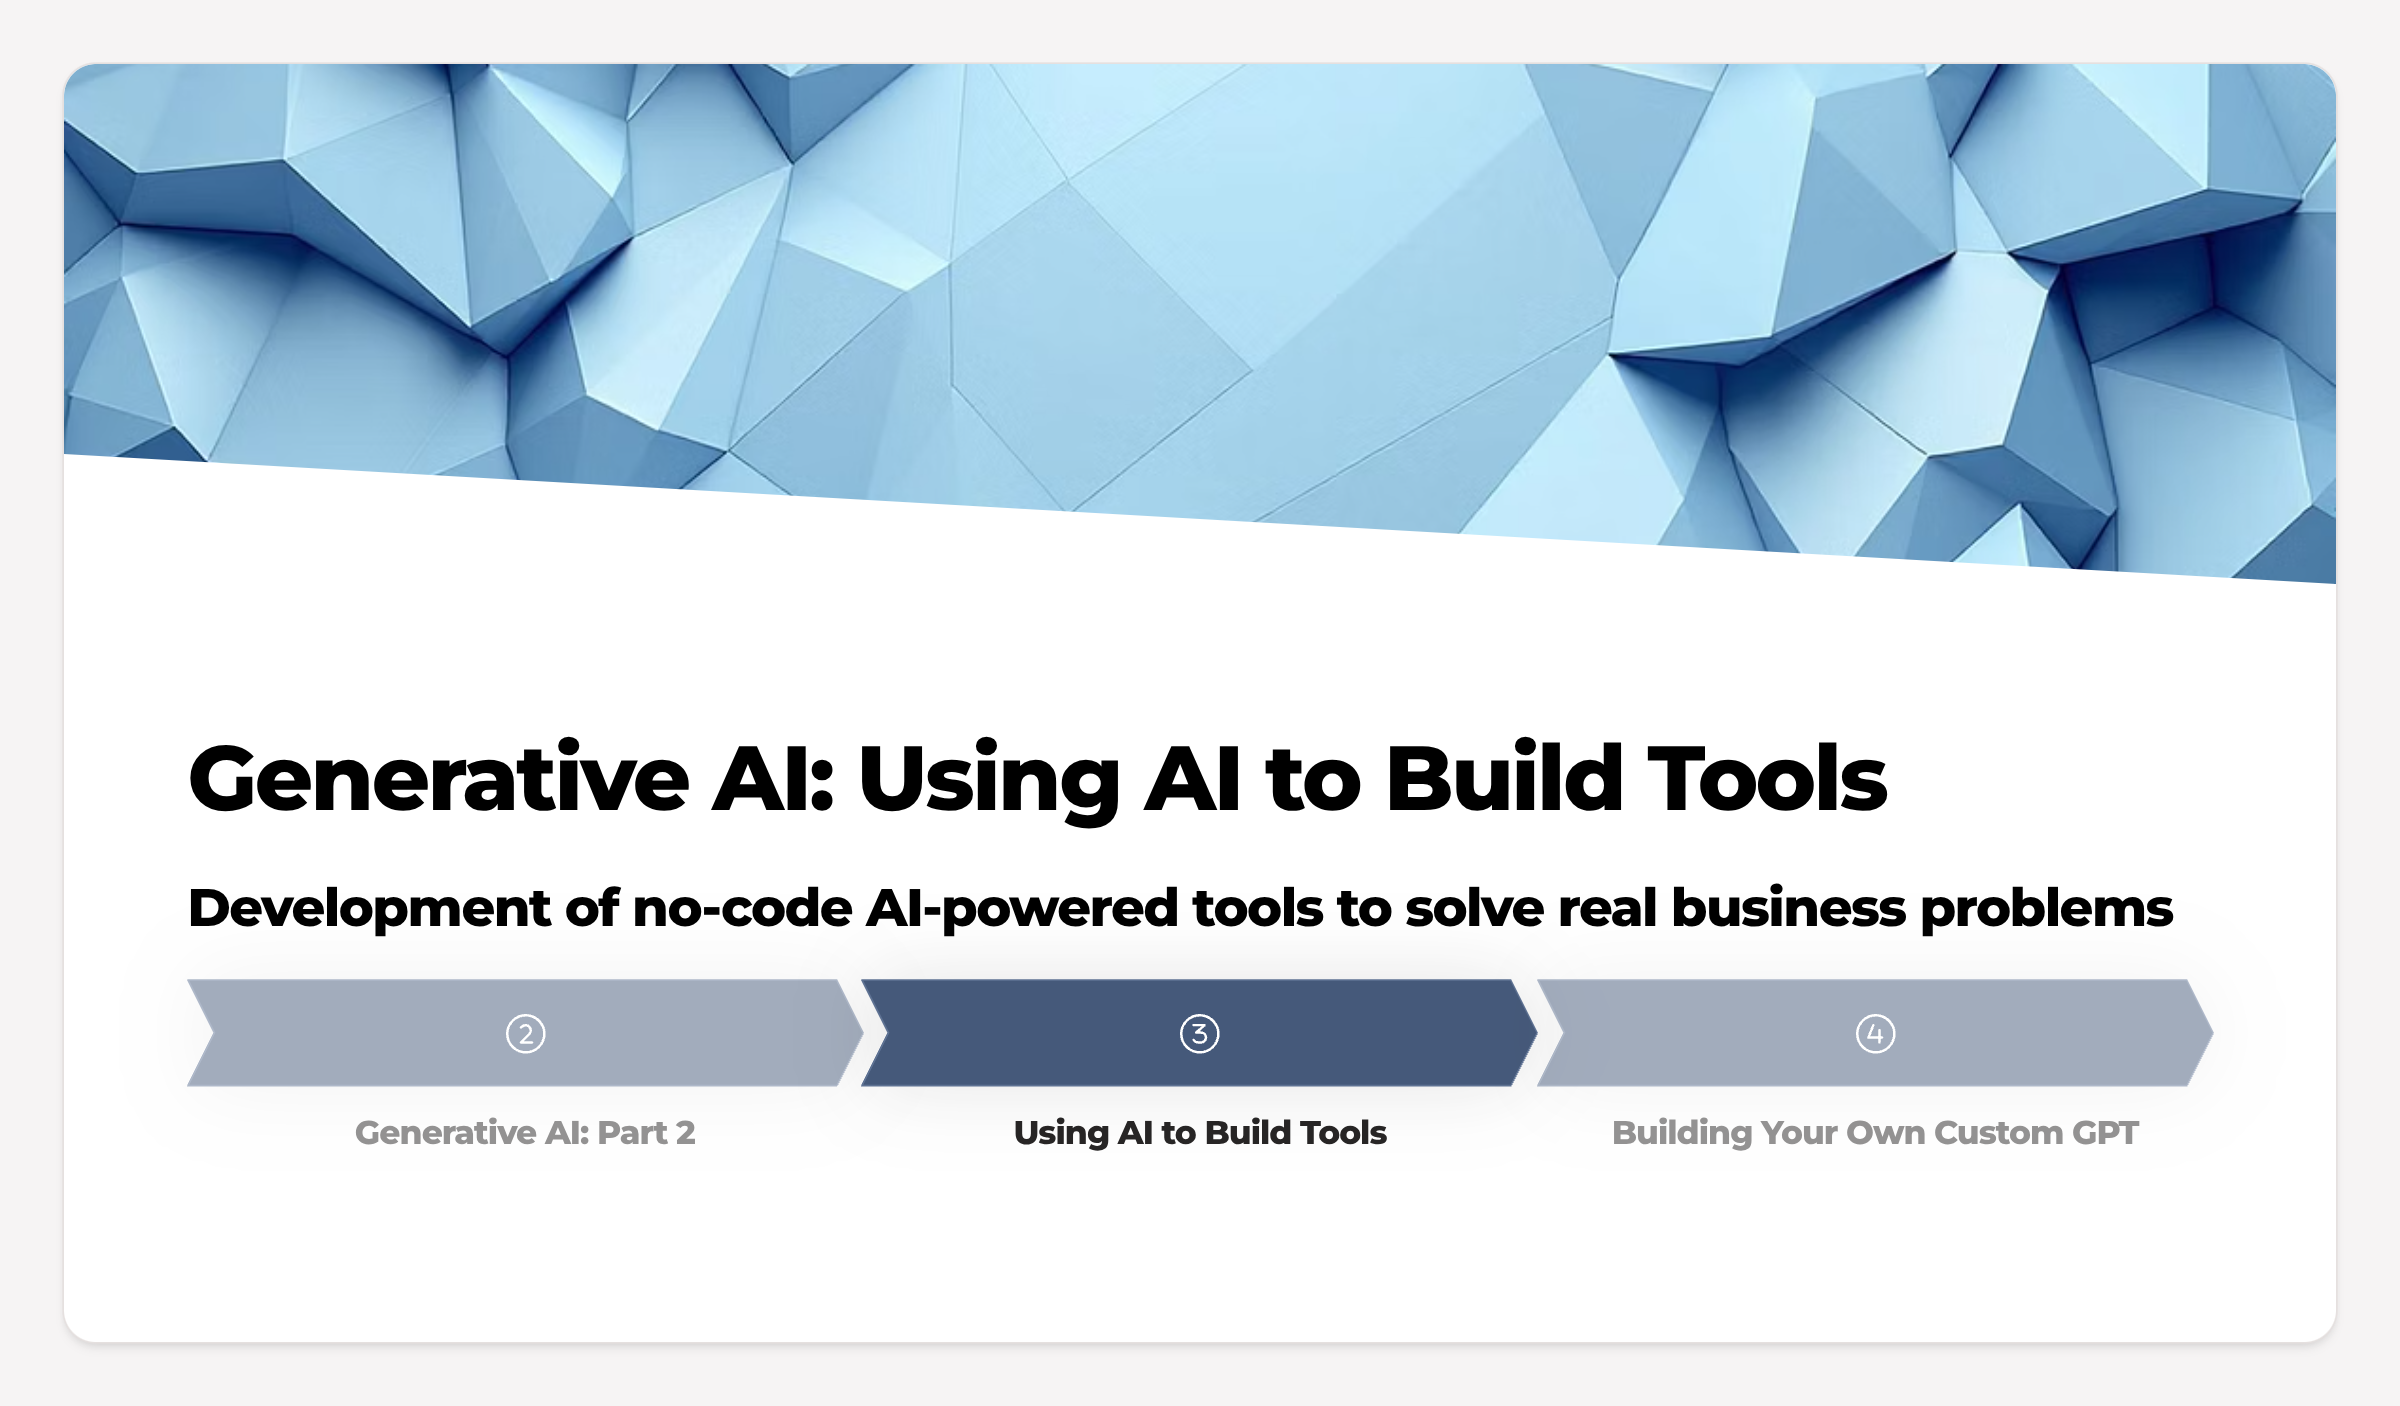 Generative AI: Using AI to Build Tools
Development of no-code AI-powered tools to solve real business problems
2
3
4
Generative AI: Part 2
Using AI to Build Tools
Building Your Own Custom GPT